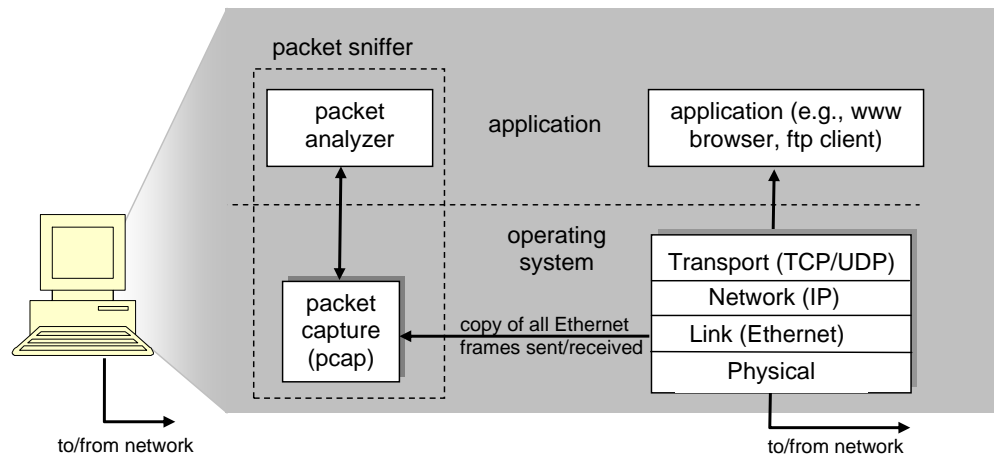 packet sniffer
packet
analyzer
application
application (e.g., www
browser, ftp client)
operating
system
packet
capture
(pcap)
copy of all Ethernet
frames sent/received
Transport (TCP/UDP)
Network (IP)
Link (Ethernet)
Physical
to/from network
to/from network